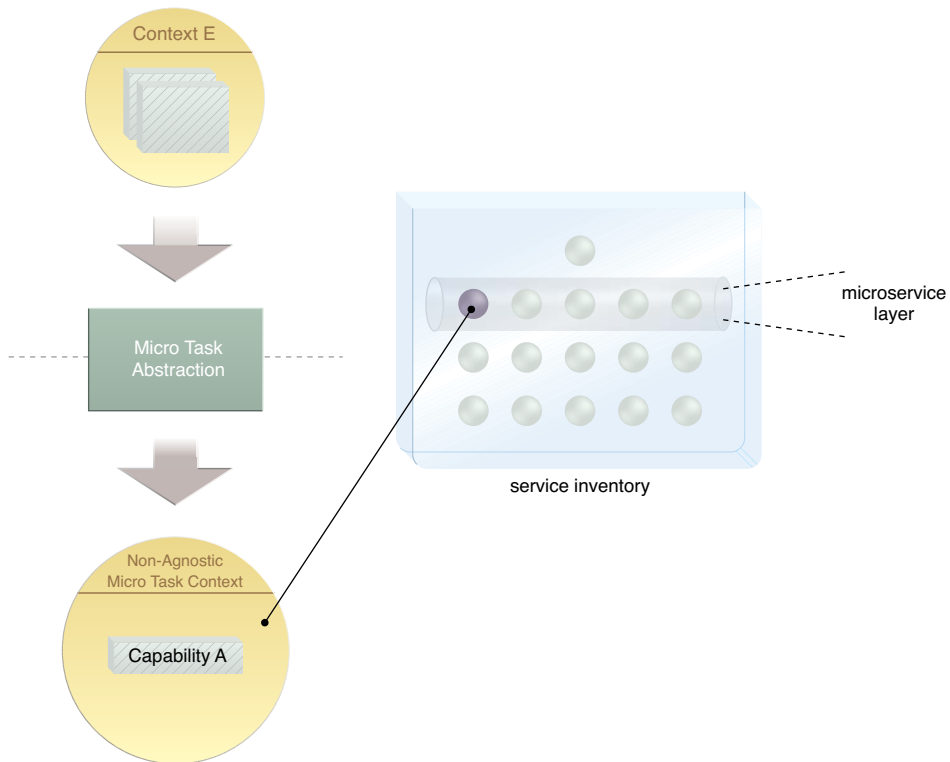 Context E
Micro Task
Abstraction
Non-Agnostic
Micro Task Context
Capability A
microservice
layer
service inventory